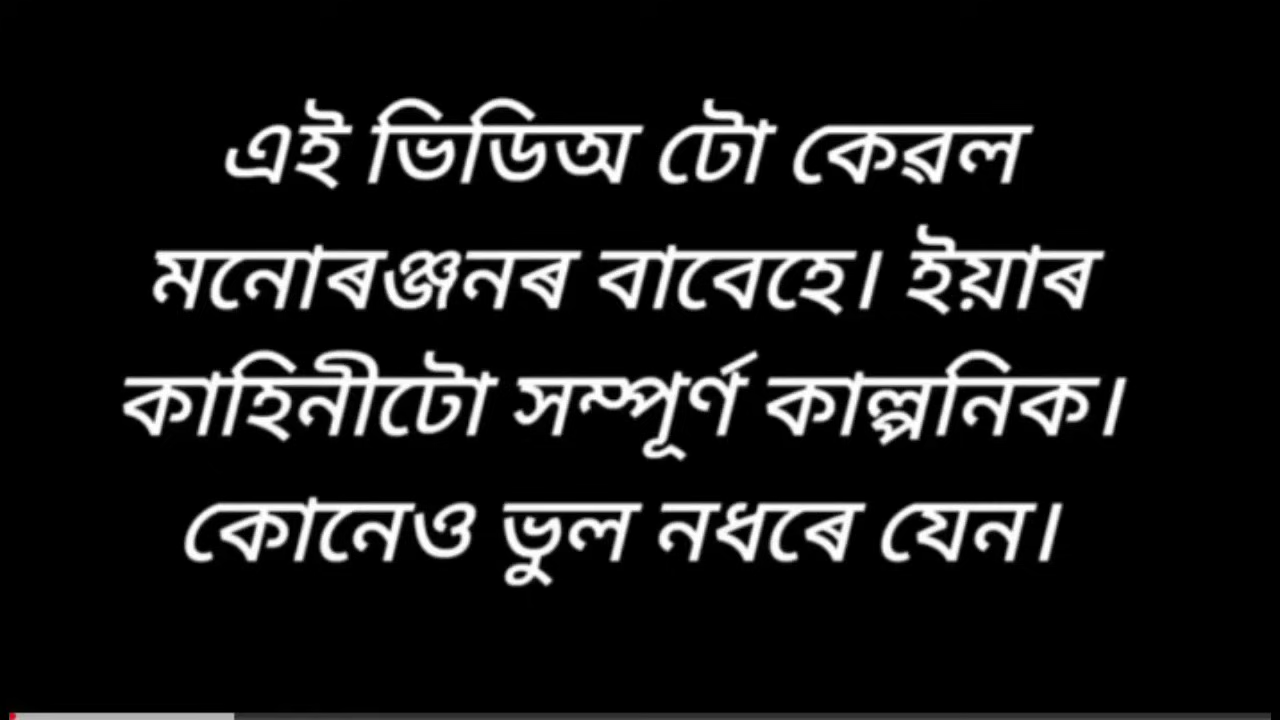 এই ভিডিঅ টো কেৱল
মনোৰঞ্জনৰ বাবেহে। ইয়াৰ
কাহিনীটো সম্পূৰ্ণ কাল্পনিক।
কোনেও ভুল নধৰে যেন।